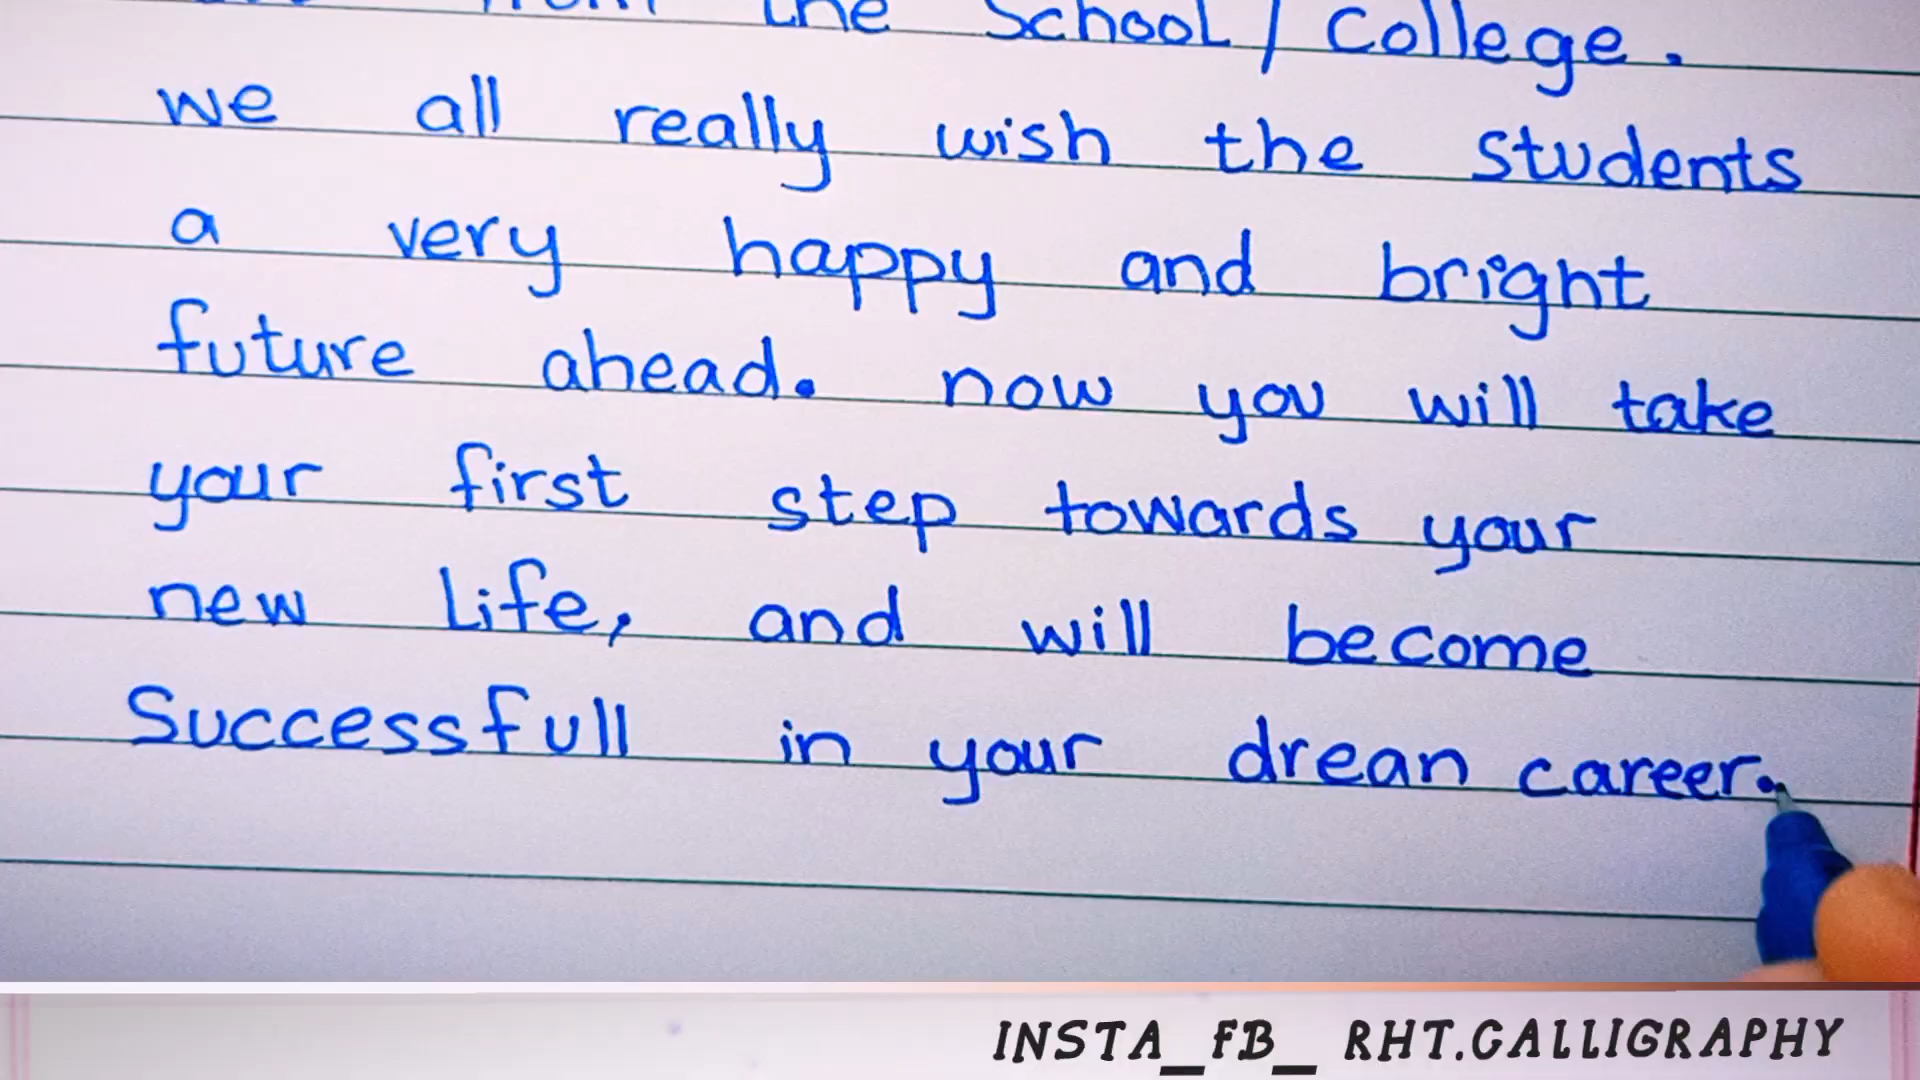 from the School / College.
we all really wish the students
a very happy and bright
future ahead. now you will take
your first step towards your
new Life, and will become
Successfull in your drean career.
INSTA_FB_ RHT.CALLIGRAPHY